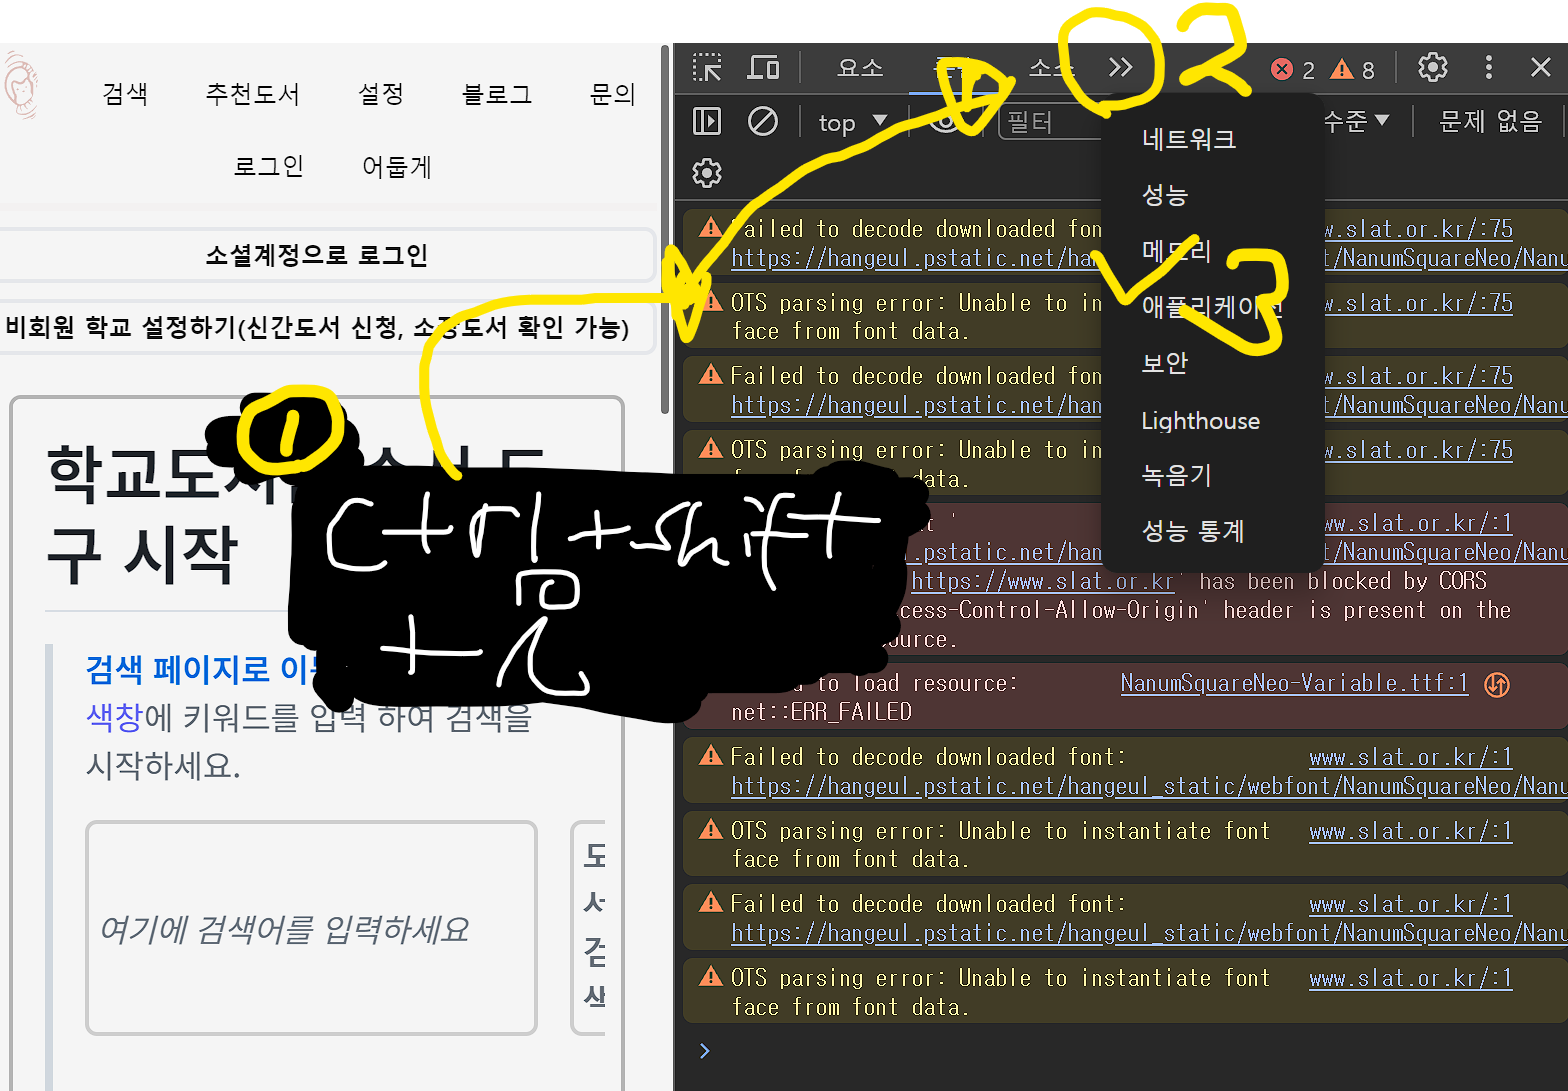 검색 추천도서 설정 블로그 문의
로그인 어둡게
소셜계정으로 로그인
비회원 학교 설정하기(신간도서 신청, 소장도서 확인 가능)
1
학교도서
구 시작
ctrl+shift
+
검색 페이지로 이동
색창에 키워드를 입력 하여 검색을
시작하세요.
여기에 검색어를 입력하세요
도
서
검
색
요소 소스 » 2 8
2
top 필터 수준 문제 없음
네트워크
성능
메모리
애플리케이션
3
보안
Lighthouse
녹음기
성능 통계
Failed to decode downloaded font www.slat.or.kr/:75
https://hangeul.pstatic.net/han t/NanumSquareNeo/Nanu
OTS parsing error: Unable to in www.slat.or.kr/:75
face from font data.
Failed to decode downloaded fon www.slat.or.kr/:75
https://hangeul.pstatic.net/han t/NanumSquareNeo/Nanu
OTS parsing error: Unable to in www.slat.or.kr/:75
data.
t ' www.slat.or.kr/:1
l.pstatic.net/han t/NanumSquareNeo/Nanu
https://www.slat.or.kr' has been blocked by CORS
cess-Control-Allow-Origin' header is present on the
ource.
d to load resource: NanumSquareNeo-Variable.ttf:1
net::ERR_FAILED
Failed to decode downloaded font: www.slat.or.kr/:1
https://hangeul.pstatic.net/hangeul_static/webfont/NanumSquareNeo/Nanu
OTS parsing error: Unable to instantiate font www.slat.or.kr/:1
face from font data.
Failed to decode downloaded font: www.slat.or.kr/:1
https://hangeul.pstatic.net/hangeul_static/webfont/NanumSquareNeo/Nanu
OTS parsing error: Unable to instantiate font www.slat.or.kr/:1
face from font data.